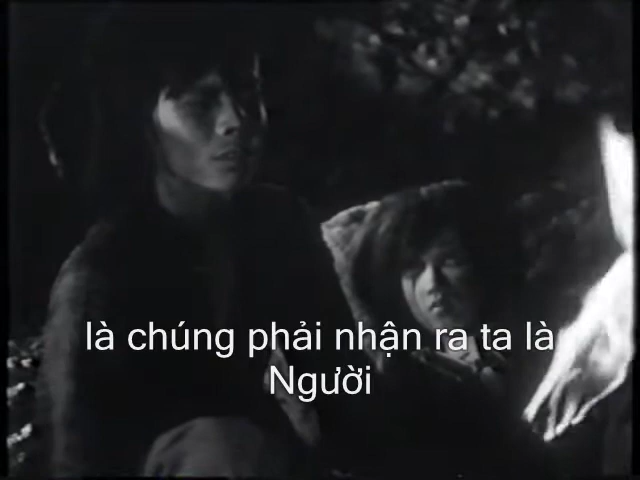 là chúng phải nhận ra ta là
Người